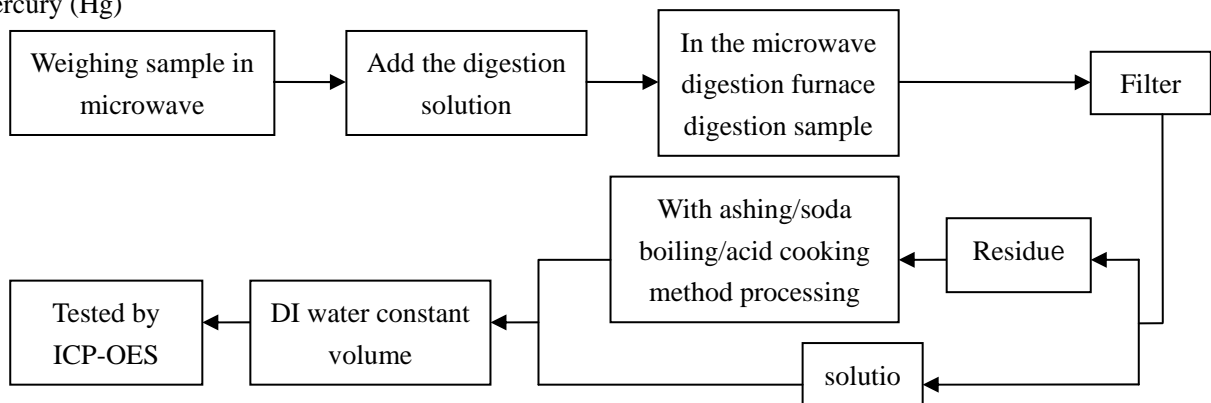 ercury (Hg)
Weighing sample in
microwave
Add the digestion
solution
In the microwave
digestion furnace
digestion sample
Filter
With ashing/soda
boiling/acid cooking
method processing
Residue
Tested by
ICP-OES
DI water constant
volume
solutio